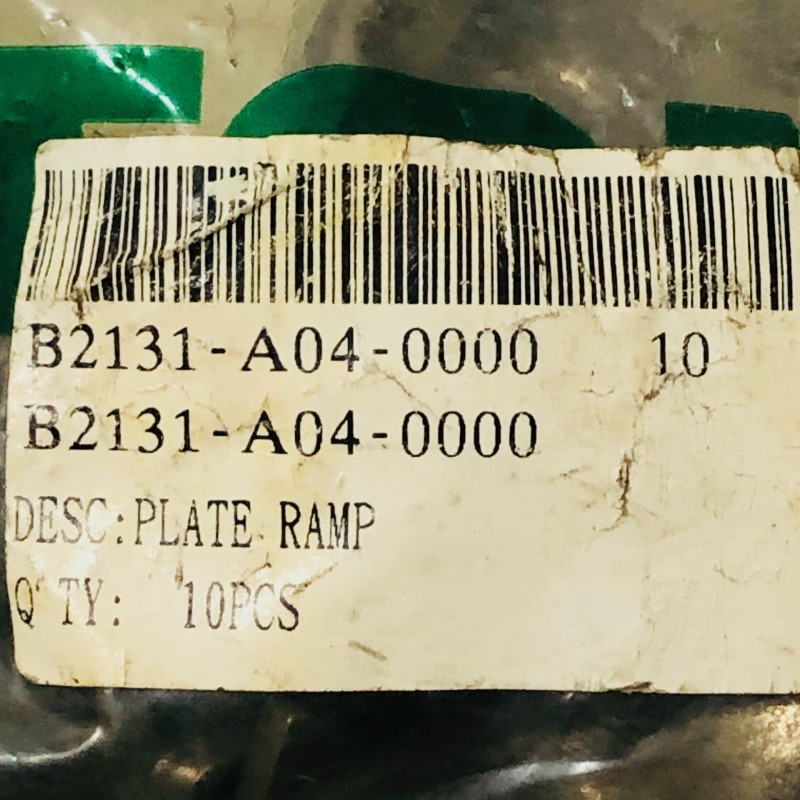 B2131-A04-0000 10
B2131-A04-0000
DESC:PLATE RAMP
Q'TY: 10PCS